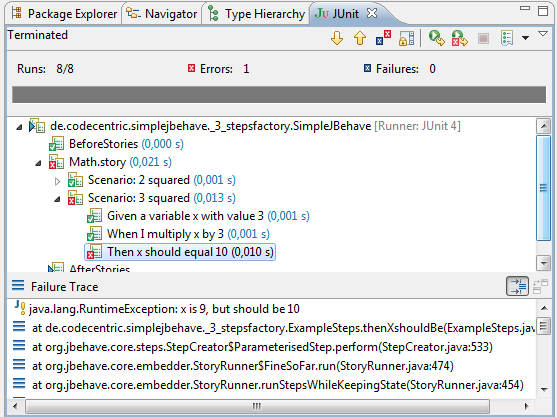 Package Explorer Navigator Type Hierarchy JUnit
Terminated
Runs: 8/8 Errors: 1 Failures: 0
de.codecentric.simplejbehave._3_stepsfactory.SimpleJBehave [Runner: JUnit 4]
BeforeStories (0,000 s)
Math.story (0,021 s)
Scenario: 2 squared (0,001 s)
Scenario: 3 squared (0,013 s)
Given a variable x with value 3 (0,001 s)
When I multiply x by 3 (0,001 s)
Then x should equal 10 (0,010 s)
AfterStories
Failure Trace
java.lang.RuntimeException: x is 9, but should be 10
at de.codecentric.simplejbehave._3_stepsfactory.ExampleSteps.thenXshouldBe(ExampleSteps.jav
at org.jbehave.core.steps.StepCreator$ParameterisedStep.perform(StepCreator.java:533)
at org.jbehave.core.embedder.StoryRunner$FineSoFar.run(StoryRunner.java:474)
at org.jbehave.core.embedder.StoryRunner.runStepsWhileKeepingState(StoryRunner.java:454)